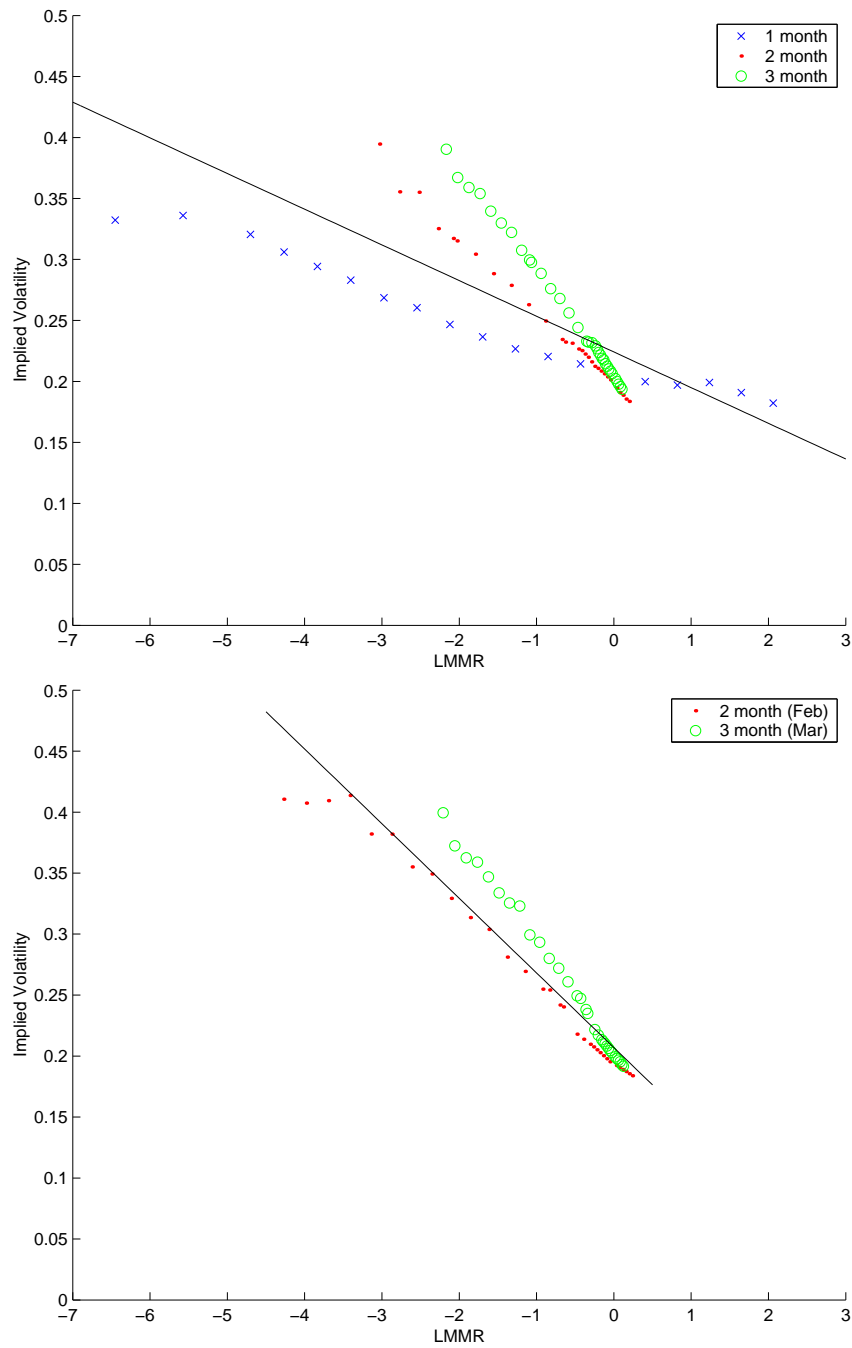 0.5
0.45
0.4
0.35
0.3
0.25
0.2
0.15
0.1
0.05
0
Implied Volatility
1 month
2 month
3 month
−7 −6 −5 −4 −3 −2 −1 0 1 2 3
LMMR
0.5
0.45
0.4
0.35
0.3
0.25
0.2
0.15
0.1
0.05
0
Implied Volatility
2 month (Feb)
3 month (Mar)
−7 −6 −5 −4 −3 −2 −1 0 1 2 3
LMMR